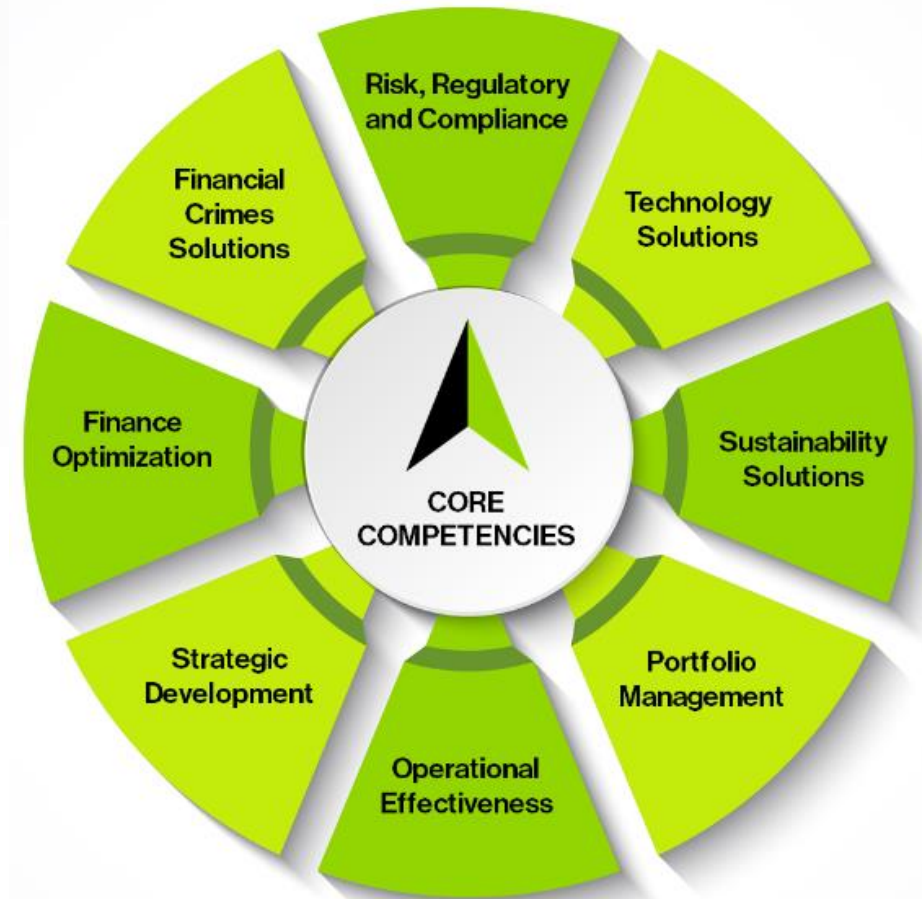 Risk, Regulatory
and Compliance
Technology
Solutions
Sustainability
Solutions
Portfolio
Management
Operational
Effectiveness
Strategic
Development
Finance
Optimization
Financial
Crimes
Solutions
CORE
COMPETENCIES